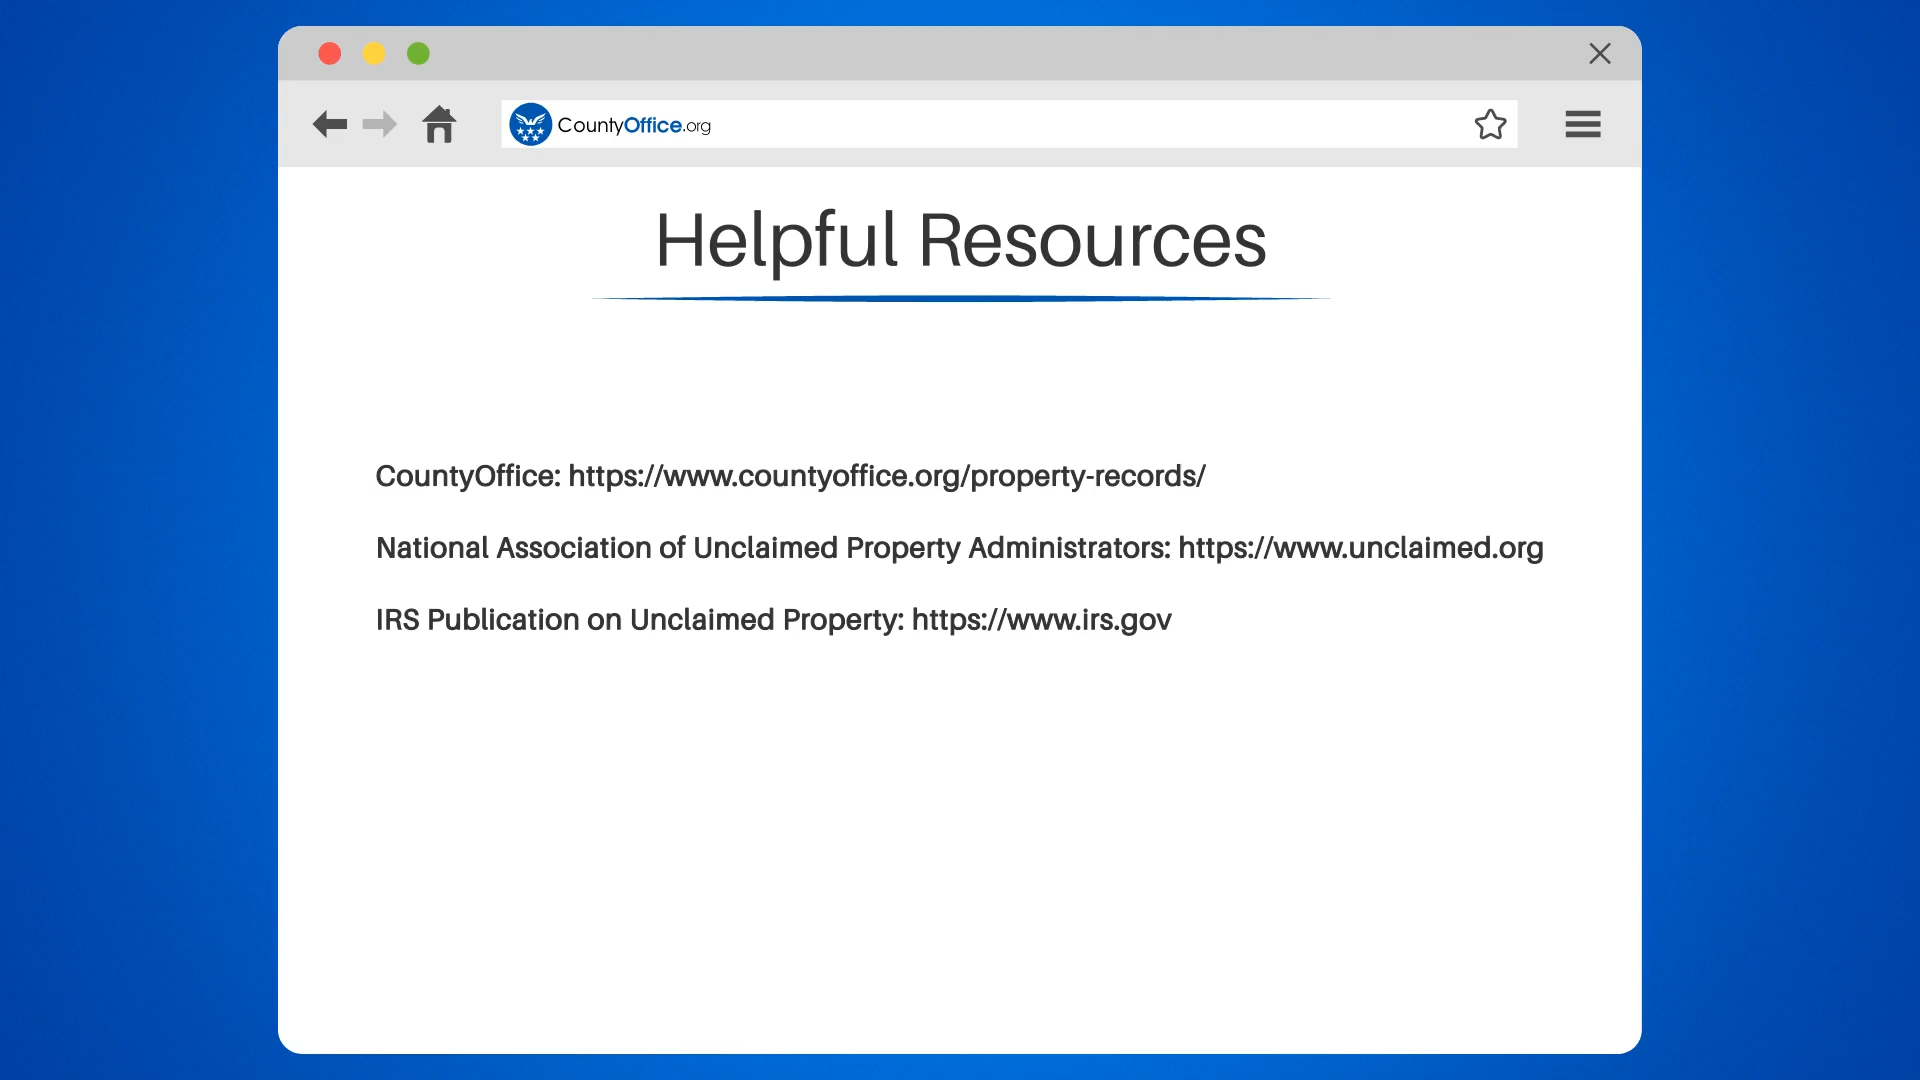 CountyOffice.org
Helpful Resources
CountyOffice: https://www.countyoffice.org/property-records/
National Association of Unclaimed Property Administrators: https://www.unclaimed.org
IRS Publication on Unclaimed Property: https://www.irs.gov